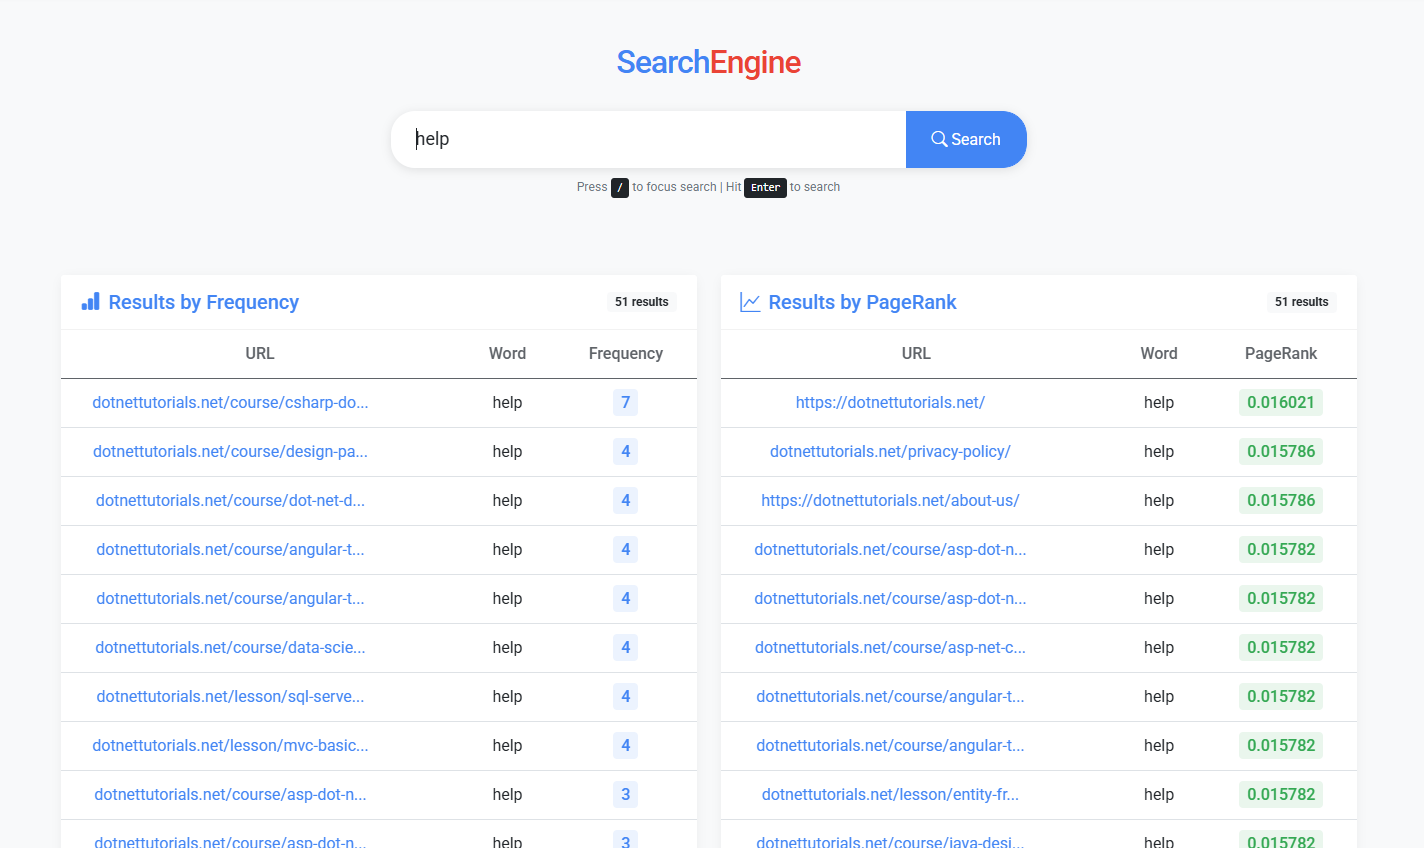 SearchEngine
help
Search
Press / to focus search | Hit Enter to search
Results by Frequency
51 results
URL Word Frequency
dotnettutorials.net/course/csharp-do... help 7
dotnettutorials.net/course/design-pa... help 4
dotnettutorials.net/course/dot-net-d... help 4
dotnettutorials.net/course/angular-t... help 4
dotnettutorials.net/course/angular-t... help 4
dotnettutorials.net/course/data-scie... help 4
dotnettutorials.net/lesson/sql-serve... help 4
dotnettutorials.net/lesson/mvc-basic... help 4
dotnettutorials.net/course/asp-dot-n... help 3
dotnettutorials.net/course/asp-dot-n... help 3
Results by PageRank
51 results
URL Word PageRank
https://dotnettutorials.net/ help 0.016021
dotnettutorials.net/privacy-policy/ help 0.015786
https://dotnettutorials.net/about-us/ help 0.015786
dotnettutorials.net/course/asp-dot-n... help 0.015782
dotnettutorials.net/course/asp-dot-n... help 0.015782
dotnettutorials.net/course/asp-net-c... help 0.015782
dotnettutorials.net/course/angular-t... help 0.015782
dotnettutorials.net/course/angular-t... help 0.015782
dotnettutorials.net/lesson/entity-fr... help 0.015782
dotnettutorials.net/course/java-desi... help 0.015782